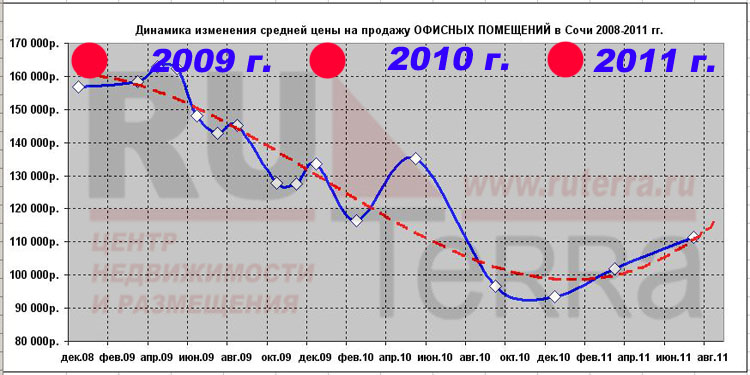 Динамика изменения средней цены на продажу ОФИСНЫХ ПОМЕЩЕНИЙ в Сочи 2008-2011 гг.
2009 г. 2010 г. 2011 г.
170 000р.
160 000р.
150 000р.
140 000р.
130 000р.
120 000р.
110 000р.
100 000р.
90 000р.
80 000р.
RU
www.ruterra.ru
Terra
ЦЕНТР
НЕДВИЖИМОСТИ
И РАЗМЕЩЕНИЯ
дек.08 фев.09 апр.09 июн.09 авг.09 окт.09 дек.09 фев.10 апр.10 июн.10 авг.10 окт.10 дек.10 фев.11 апр.11 июн.11 авг.11